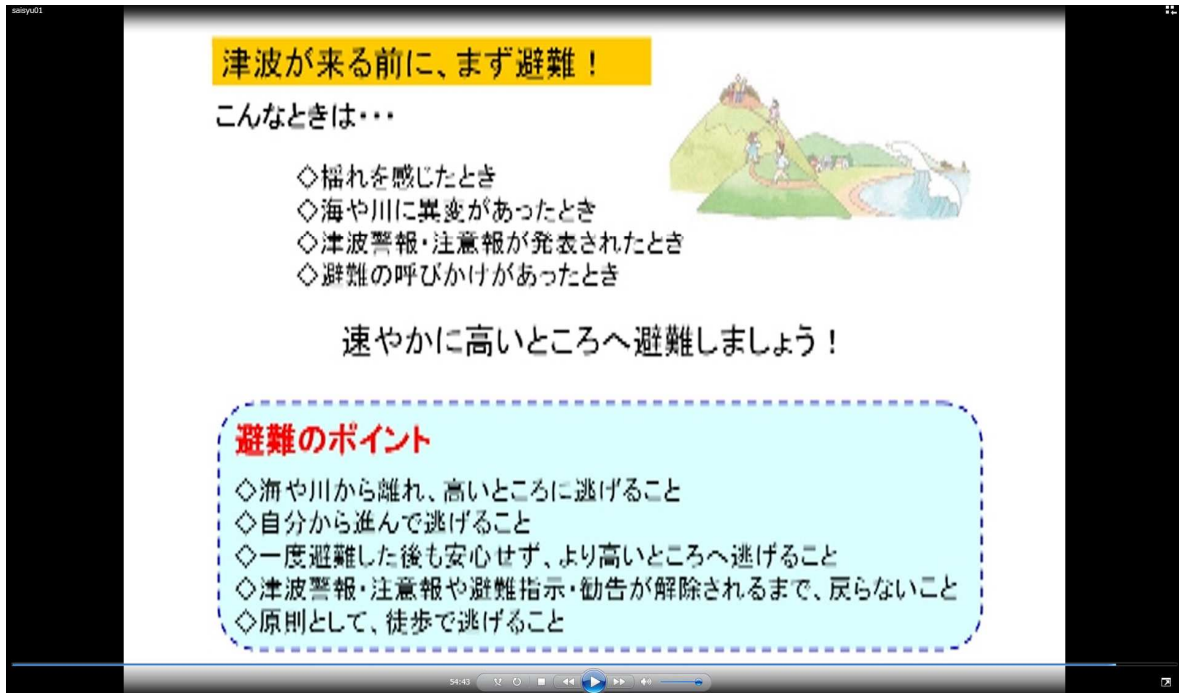 saisyu01
津波が来る前に、まず避難！
こんなときは・・・
◇揺れを感じたとき
◇海や川に異変があったとき
◇津波警報・注意報が発表されたとき
◇避難の呼びかけがあったとき
速やかに高いところへ避難しましょう！
避難のポイント
◇海や川から離れ、高いところに逃げること
◇自分から進んで逃げること
◇一度避難した後も安心せず、より高いところへ逃げること
◇津波警報・注意報や避難指示・勧告が解除されるまで、戻らないこと
◇原則として、徒歩で逃げること
54:43